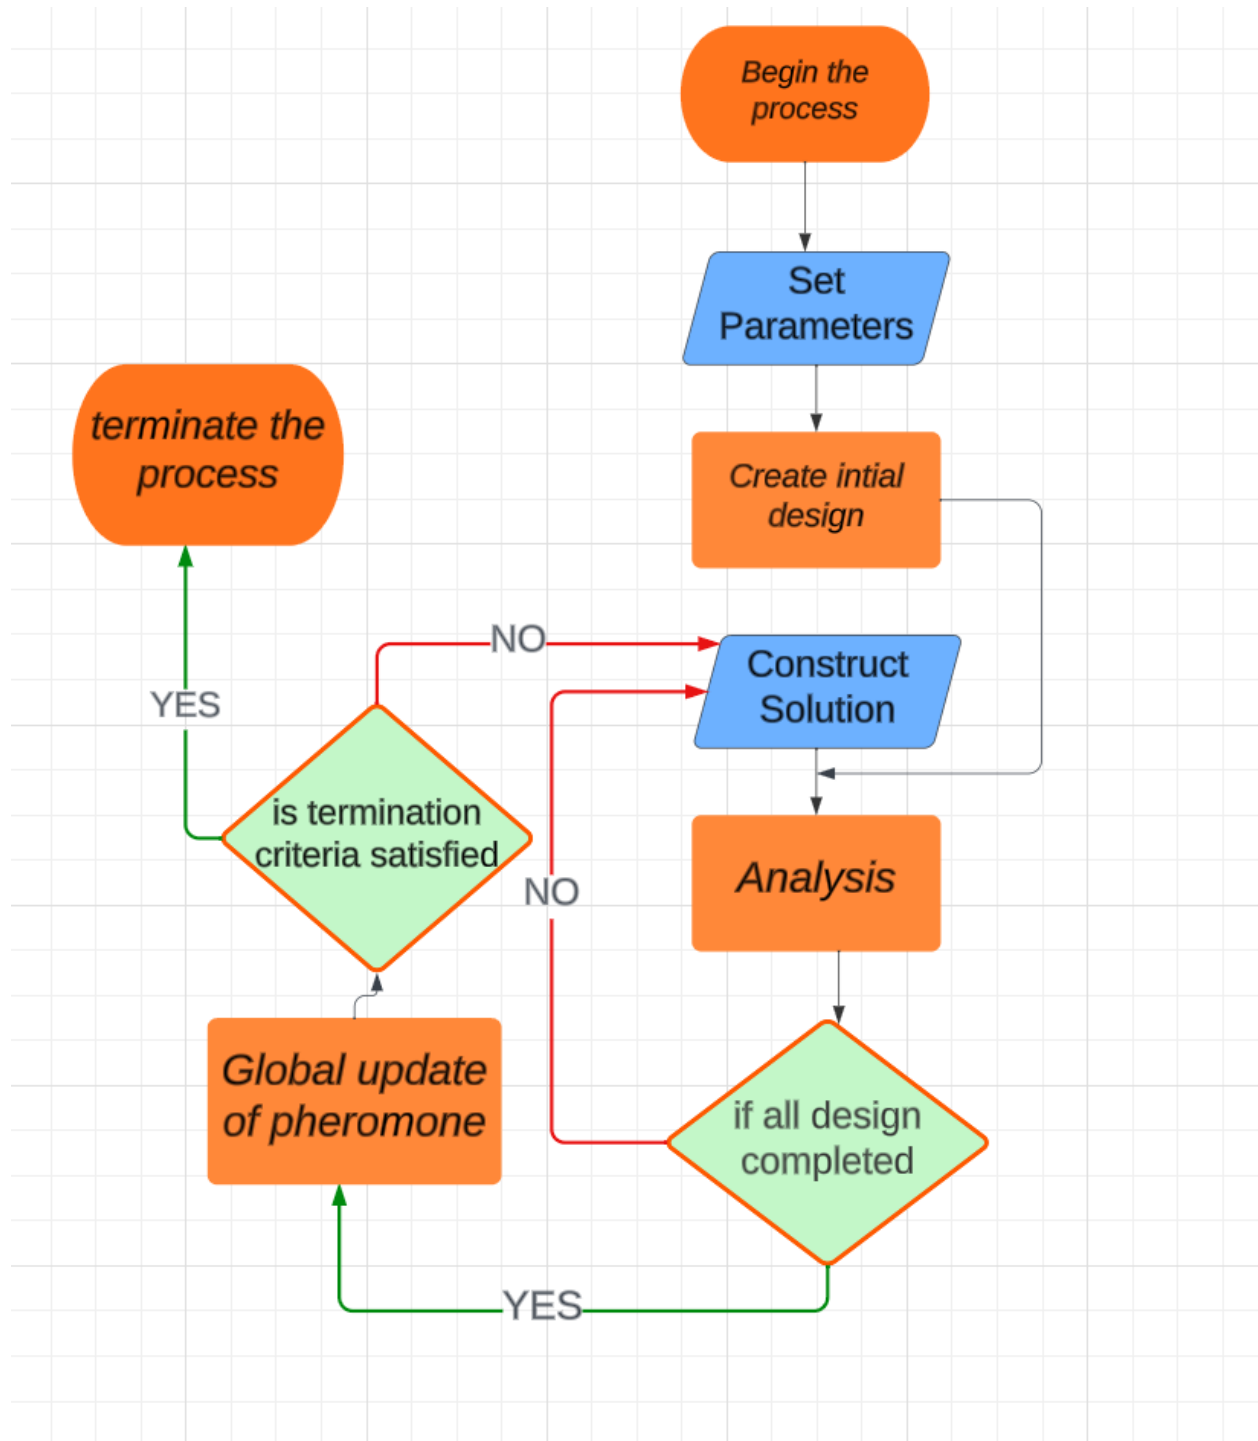 Begin the
process
Set
Parameters
Create intial
design
terminate the
process
NO
Construct
Solution
YES
is termination
criteria satisfied
NO
Analysis
Global update
of pheromone
if all design
completed
YES